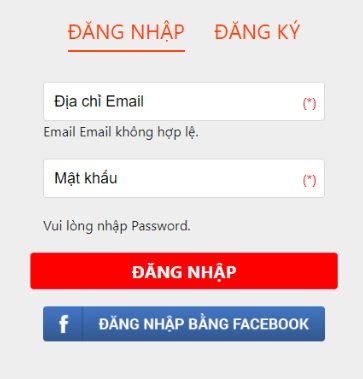 ĐĂNG NHẬP ĐĂNG KÝ
Địa chỉ Email (*)
Email Email không hợp lệ.
Mật khẩu (*)
Vui lòng nhập Password.
ĐĂNG NHẬP
f ĐĂNG NHẬP BẰNG FACEBOOK